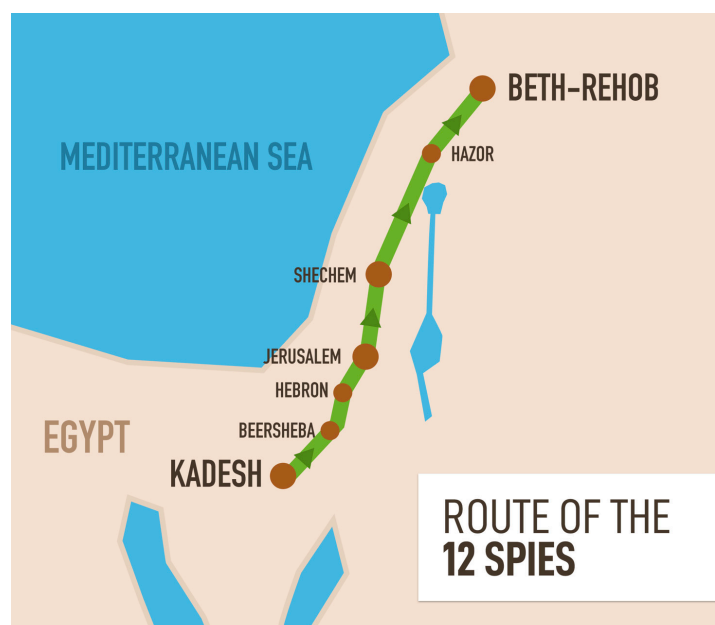 BETH-REHOB
MEDITERRANEAN SEA
HAZOR
SHECHEM
JERUSALEM
HEBRON
BEERSHEBA
EGYPT
KADESH
ROUTE OF THE
12 SPIES